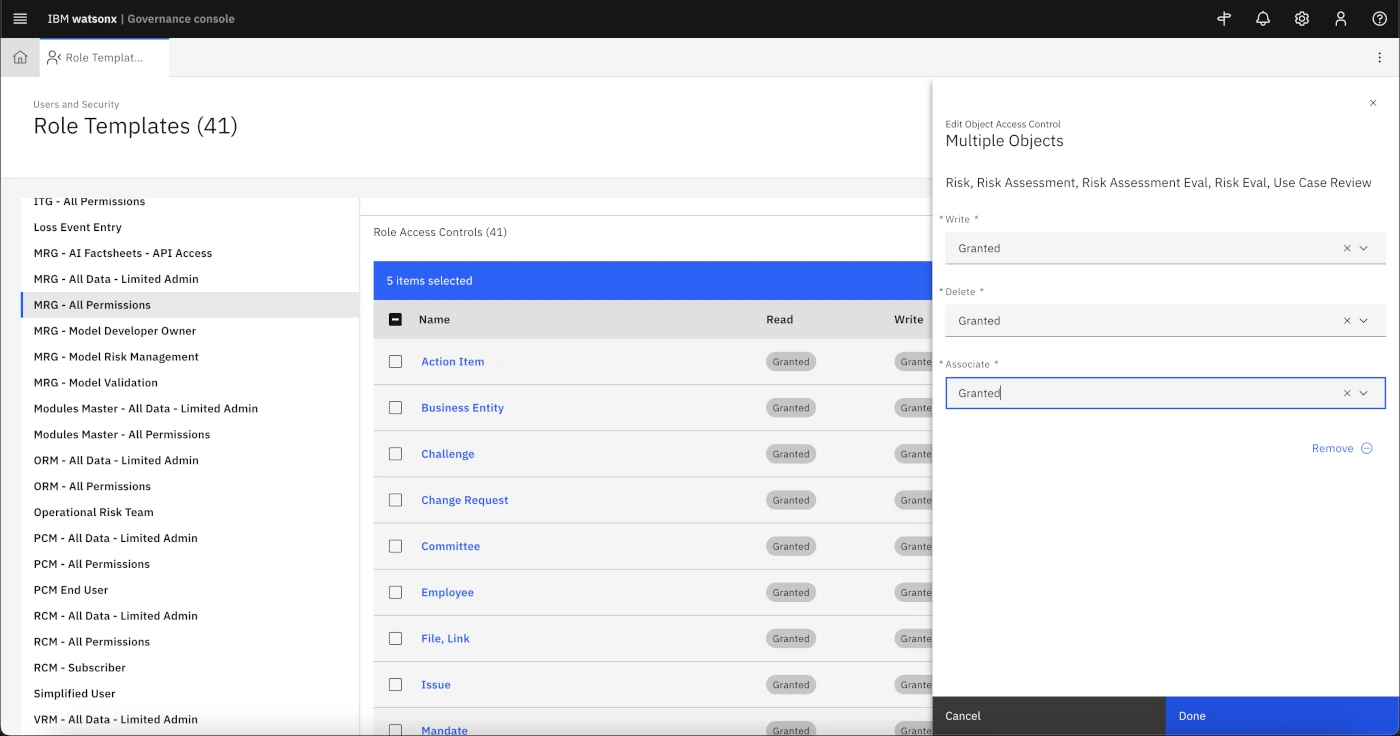 IBM watsonx | Governance console
Role Templat...
Users and Security
Role Templates (41)
ITG - All Permissions
Loss Event Entry
MRG - AI Factsheets - API Access
MRG - All Data - Limited Admin
MRG - All Permissions
MRG - Model Developer Owner
MRG - Model Risk Management
MRG - Model Validation
Modules Master - All Data - Limited Admin
Modules Master - All Permissions
ORM - All Data - Limited Admin
ORM - All Permissions
Operational Risk Team
PCM - All Data - Limited Admin
PCM - All Permissions
PCM End User
RCM - All Data - Limited Admin
RCM - All Permissions
RCM - Subscriber
Simplified User
VRM - All Data - Limited Admin
Role Access Controls (41)
5 items selected
Name Read Write
Action Item Granted Grante
Business Entity Granted Grante
Challenge Granted Grante
Change Request Granted Grante
Committee Granted Grante
Employee Granted Grante
File, Link Granted Grante
Issue Granted Grante
Mandate Granted Grante
Edit Object Access Control
Multiple Objects
Risk, Risk Assessment, Risk Assessment Eval, Risk Eval, Use Case Review
* Write *
Granted
* Delete *
Granted
* Associate *
Granted
Remove
Cancel Done